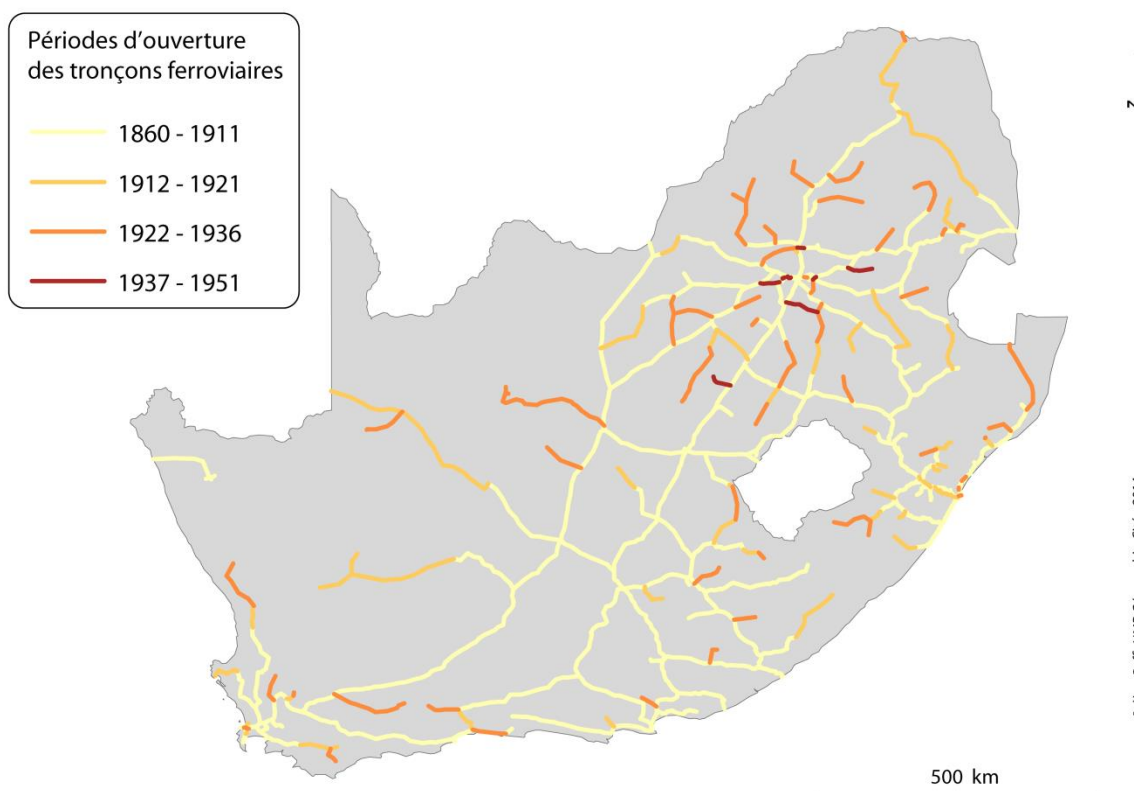 Périodes d'ouverture
des tronçons ferroviaires
1860 - 1911
1912 - 1921
1922 - 1936
1937 - 1951
500 km